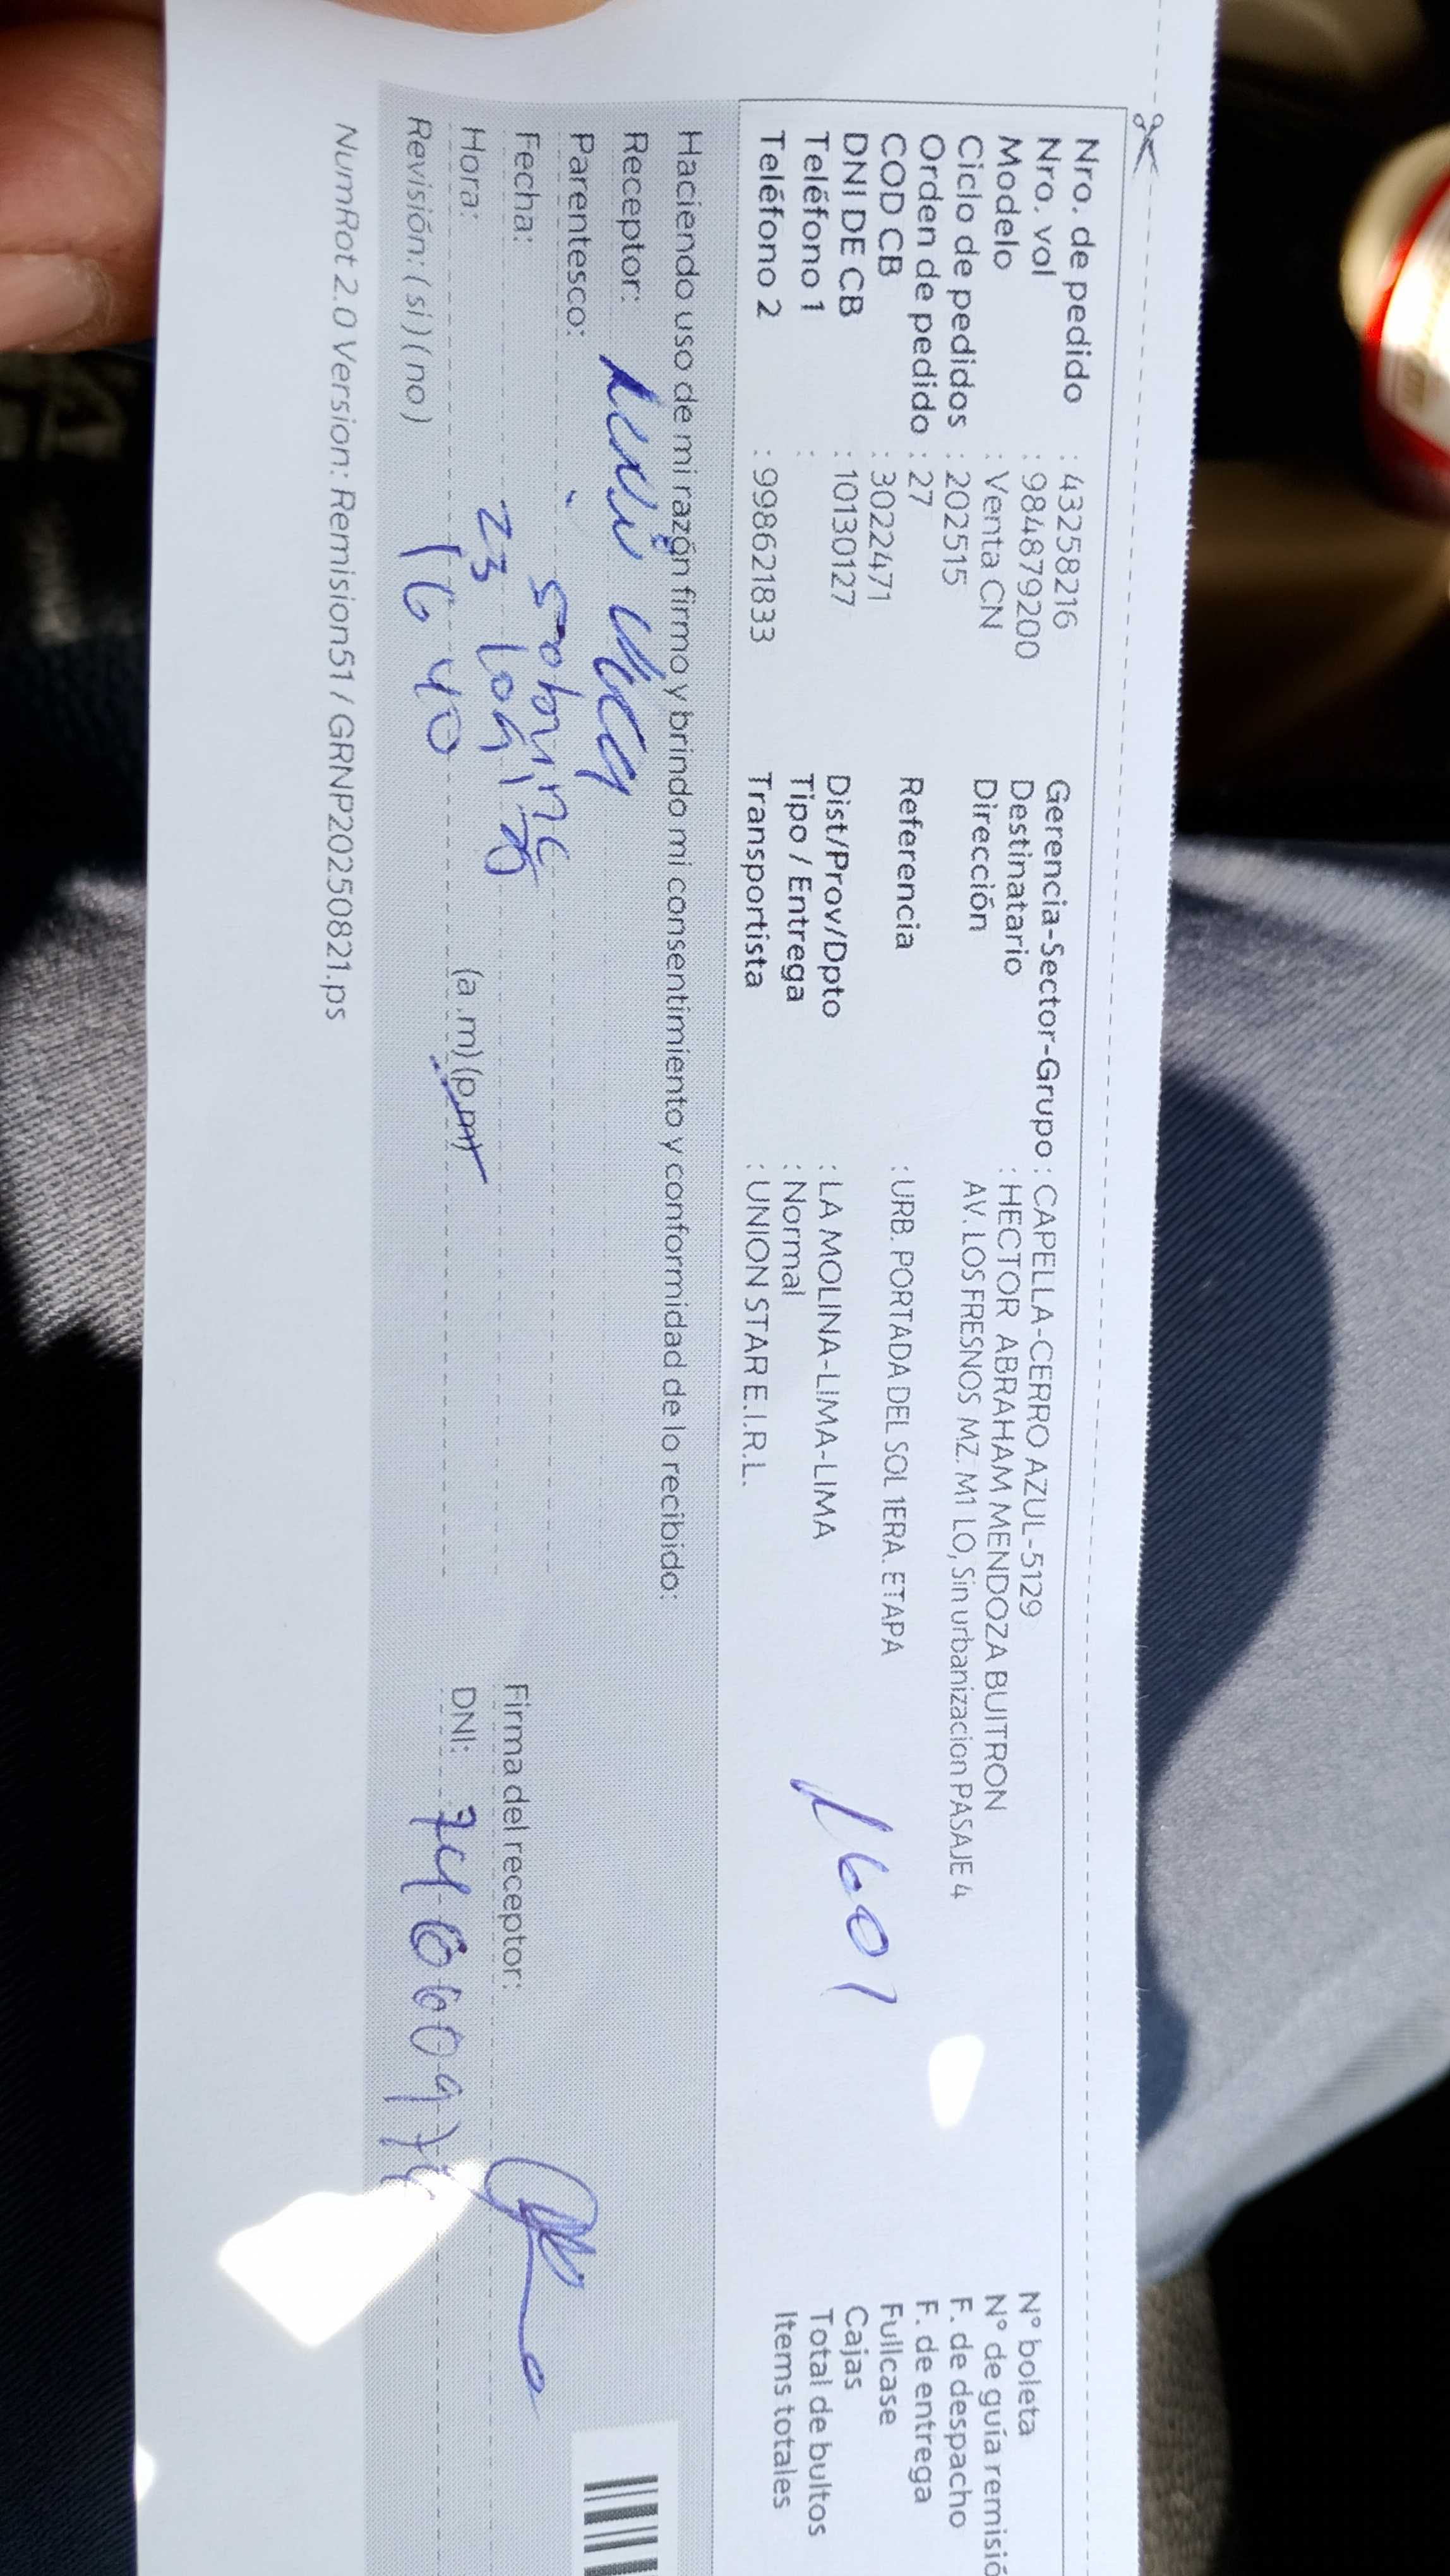 Nro. de pedido : 43258216
Nro. vol : 984879200
Modelo : Venta CN
Ciclo de pedidos : 202515
Orden de pedido : 27
COD CB : 3022471
DNI DE CB : 10130127
Teléfono 1 :
Teléfono 2 : 998621833
Gerencia-Sector-Grupo : CAPELLA-CERRO AZUL-5129
Destinatario : HECTOR ABRAHAM MENDOZA BUITRON
Dirección AV. LOS FRESNOS MZ. M1 LO, Sin urbanizacion PASAJE 4
Referencia : URB. PORTADA DEL SOL 1ERA. ETAPA
Dist/Prov/Dpto : LA MOLINA-LIMA-LIMA
Tipo / Entrega : Normal
Transportista : UNION STAR E.I.R.L.
1601
N° boleta
N° de guía remisió
F. de despacho
F. de entrega
Fullcase
Cajas
Total de bultos
Items totales
Haciendo uso de mi razón firmo y brindo mi consentimiento y conformidad de lo recibido:
Receptor:
Parentesco: sobrina
Fecha: 23
Hora: 16 40 (a.m) (p.m)
Revisión: ( si ) ( no )
Firma del receptor:
DNI:
NumRot 2.0 Version: Remision51 / GRNP20250821.ps